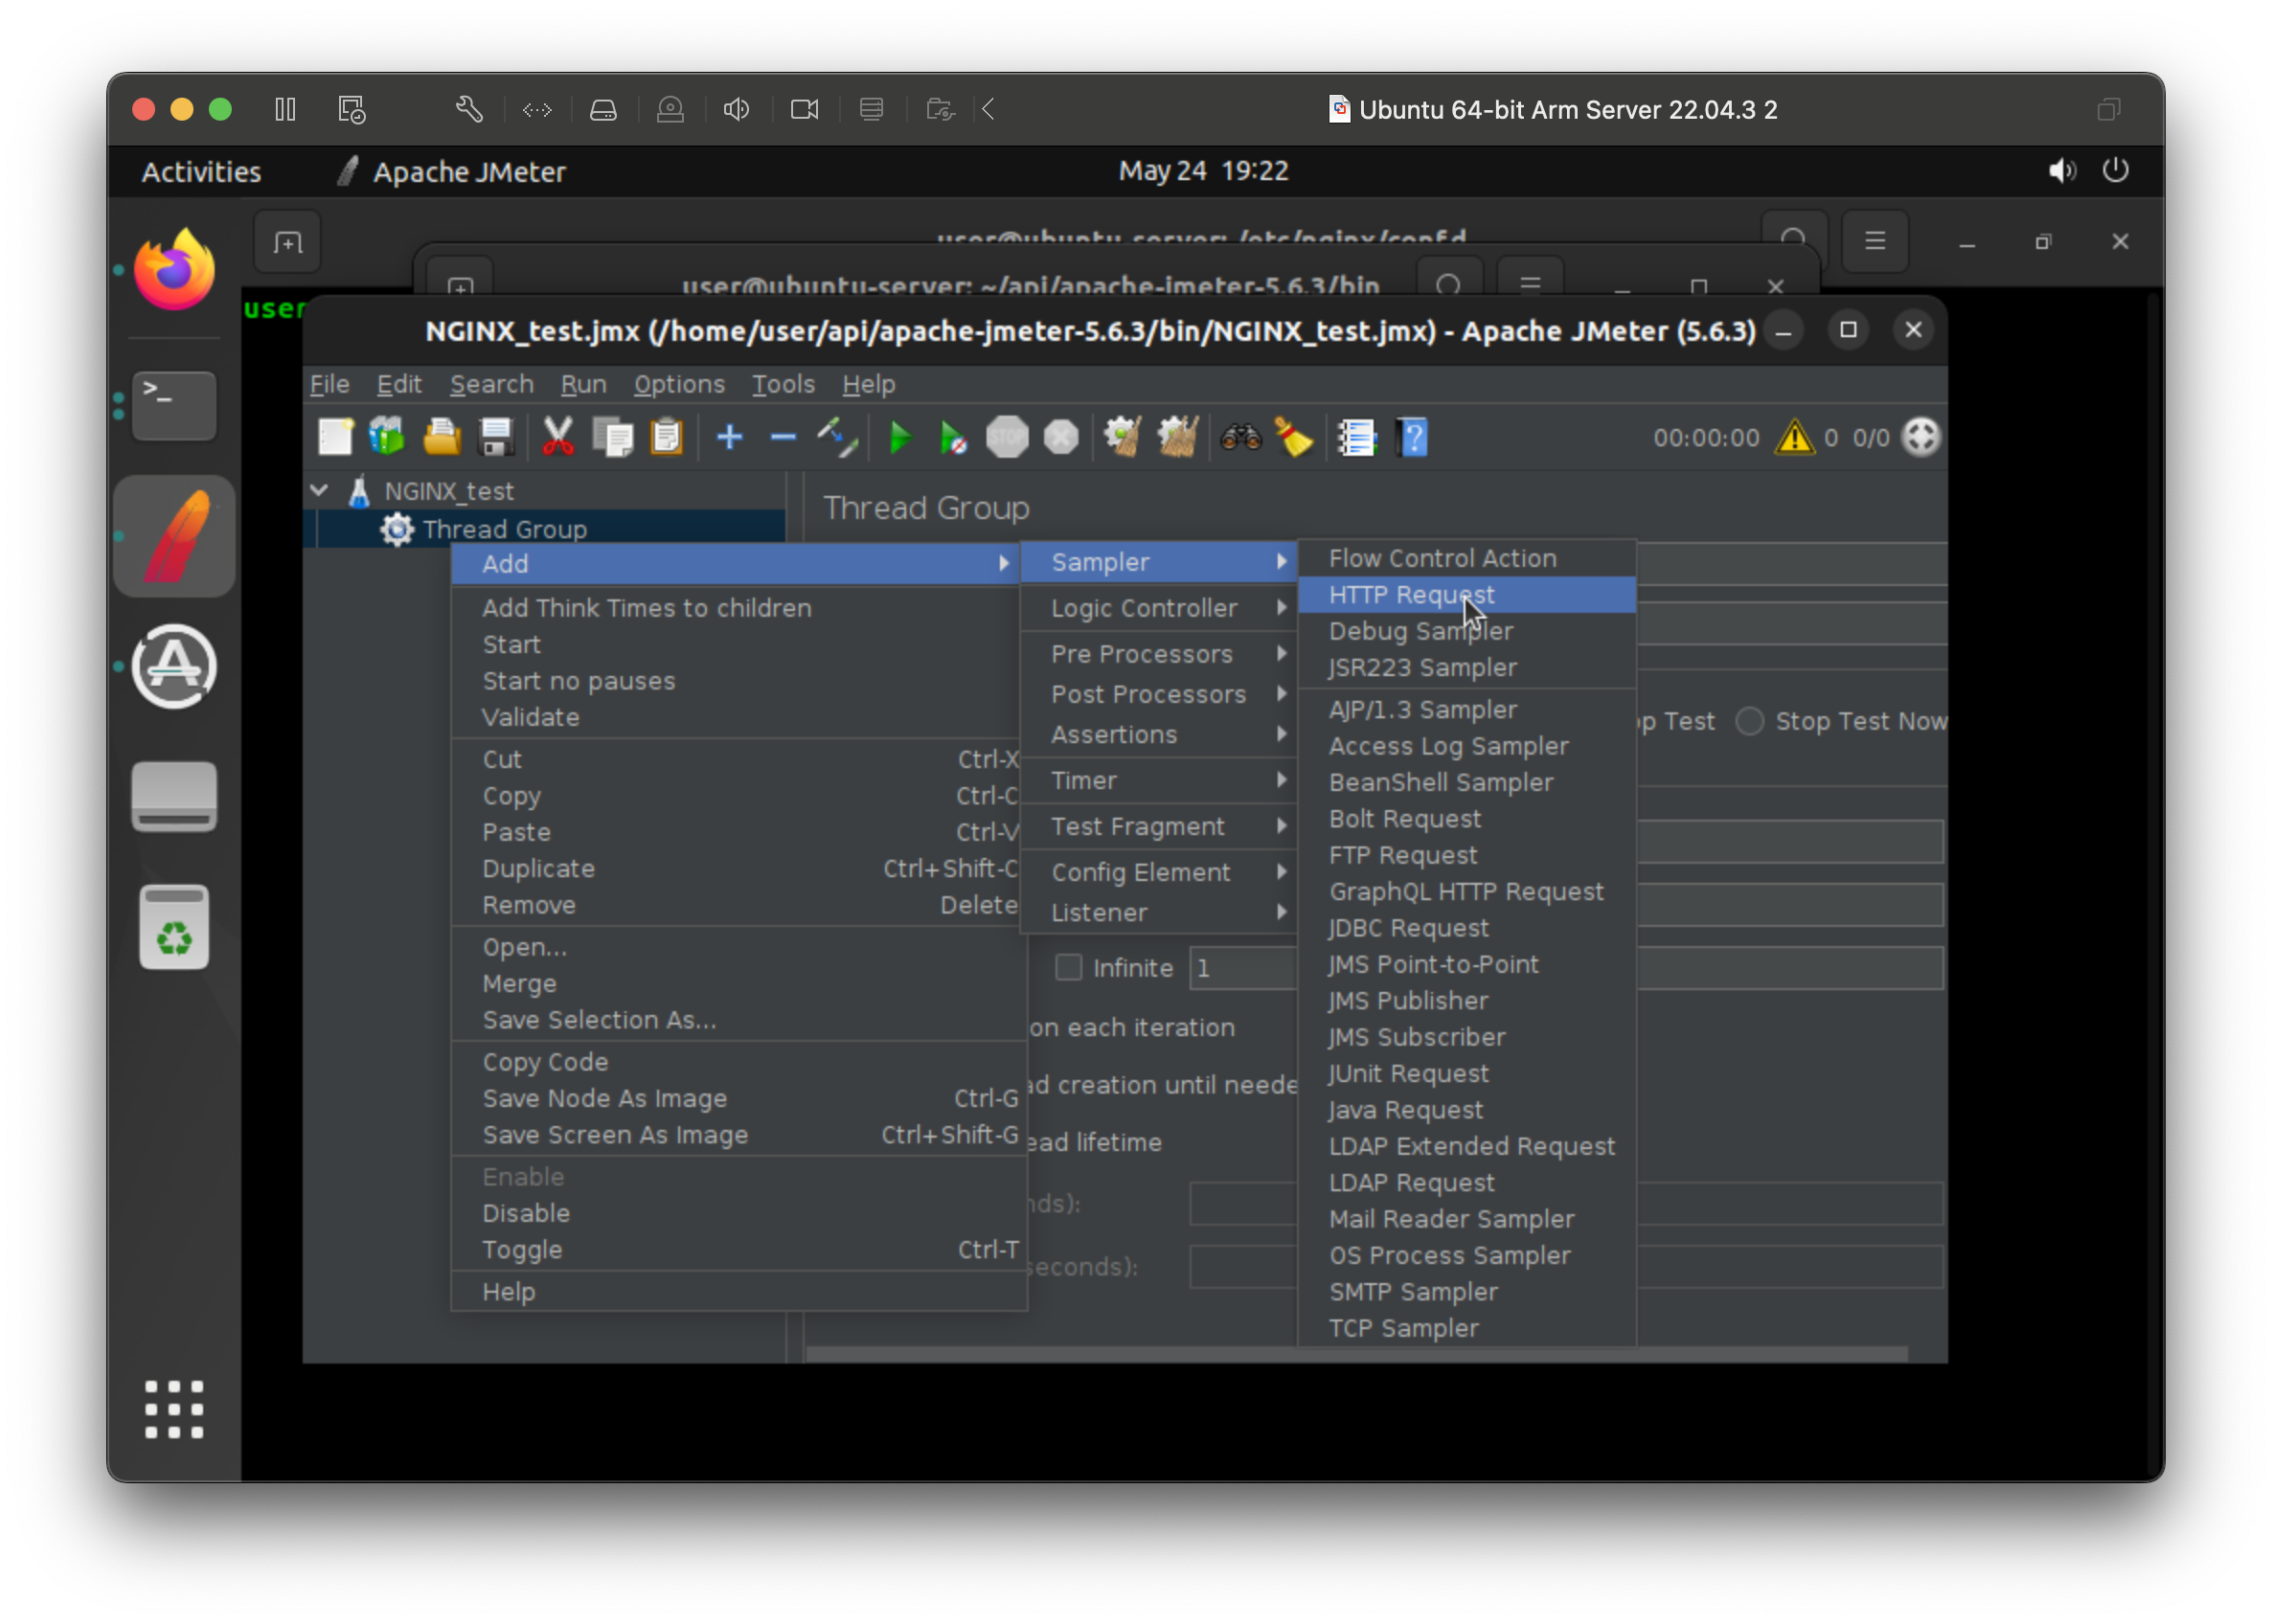 Ubuntu 64-bit Arm Server 22.04.3 2
Activities
Apache JMeter
May 24 19:22
user@ubuntu-server: /etc/nginx/conf.d
user@ubuntu-server: ~/api/apache-jmeter-5.6.3/bin
user
NGINX_test.jmx (/home/user/api/apache-jmeter-5.6.3/bin/NGINX_test.jmx) - Apache JMeter (5.6.3)
File Edit Search Run Options Tools Help
STOP
00:00:00 0 0/0
NGINX_test
Thread Group
Thread Group
Add
Add Think Times to children
Start
Start no pauses
Validate
Cut Ctrl-X
Copy Ctrl-C
Paste Ctrl-V
Duplicate Ctrl+Shift-C
Remove Delete
Open...
Merge
Save Selection As...
Copy Code
Save Node As Image Ctrl-G
Save Screen As Image Ctrl+Shift-G
Enable
Disable
Toggle Ctrl-T
Help
Sampler
Logic Controller
Pre Processors
Post Processors
Assertions
Timer
Test Fragment
Config Element
Listener
Flow Control Action
HTTP Request
Debug Sampler
JSR223 Sampler
AJP/1.3 Sampler
Access Log Sampler
BeanShell Sampler
Bolt Request
FTP Request
GraphQL HTTP Request
JDBC Request
JMS Point-to-Point
JMS Publisher
JMS Subscriber
JUnit Request
Java Request
LDAP Extended Request
LDAP Request
Mail Reader Sampler
OS Process Sampler
SMTP Sampler
TCP Sampler
op Test Stop Test Now
Infinite 1
on each iteration
ad creation until neede
ead lifetime
nds):
seconds):